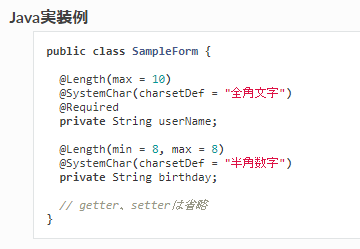 Java実装例
public class SampleForm {
@Length(max = 10)
@SystemChar(charsetDef = "全角文字")
@Required
private String userName;
@Length(min = 8, max = 8)
@SystemChar(charsetDef = "半角数字")
private String birthday;
// getter、setterは省略
}